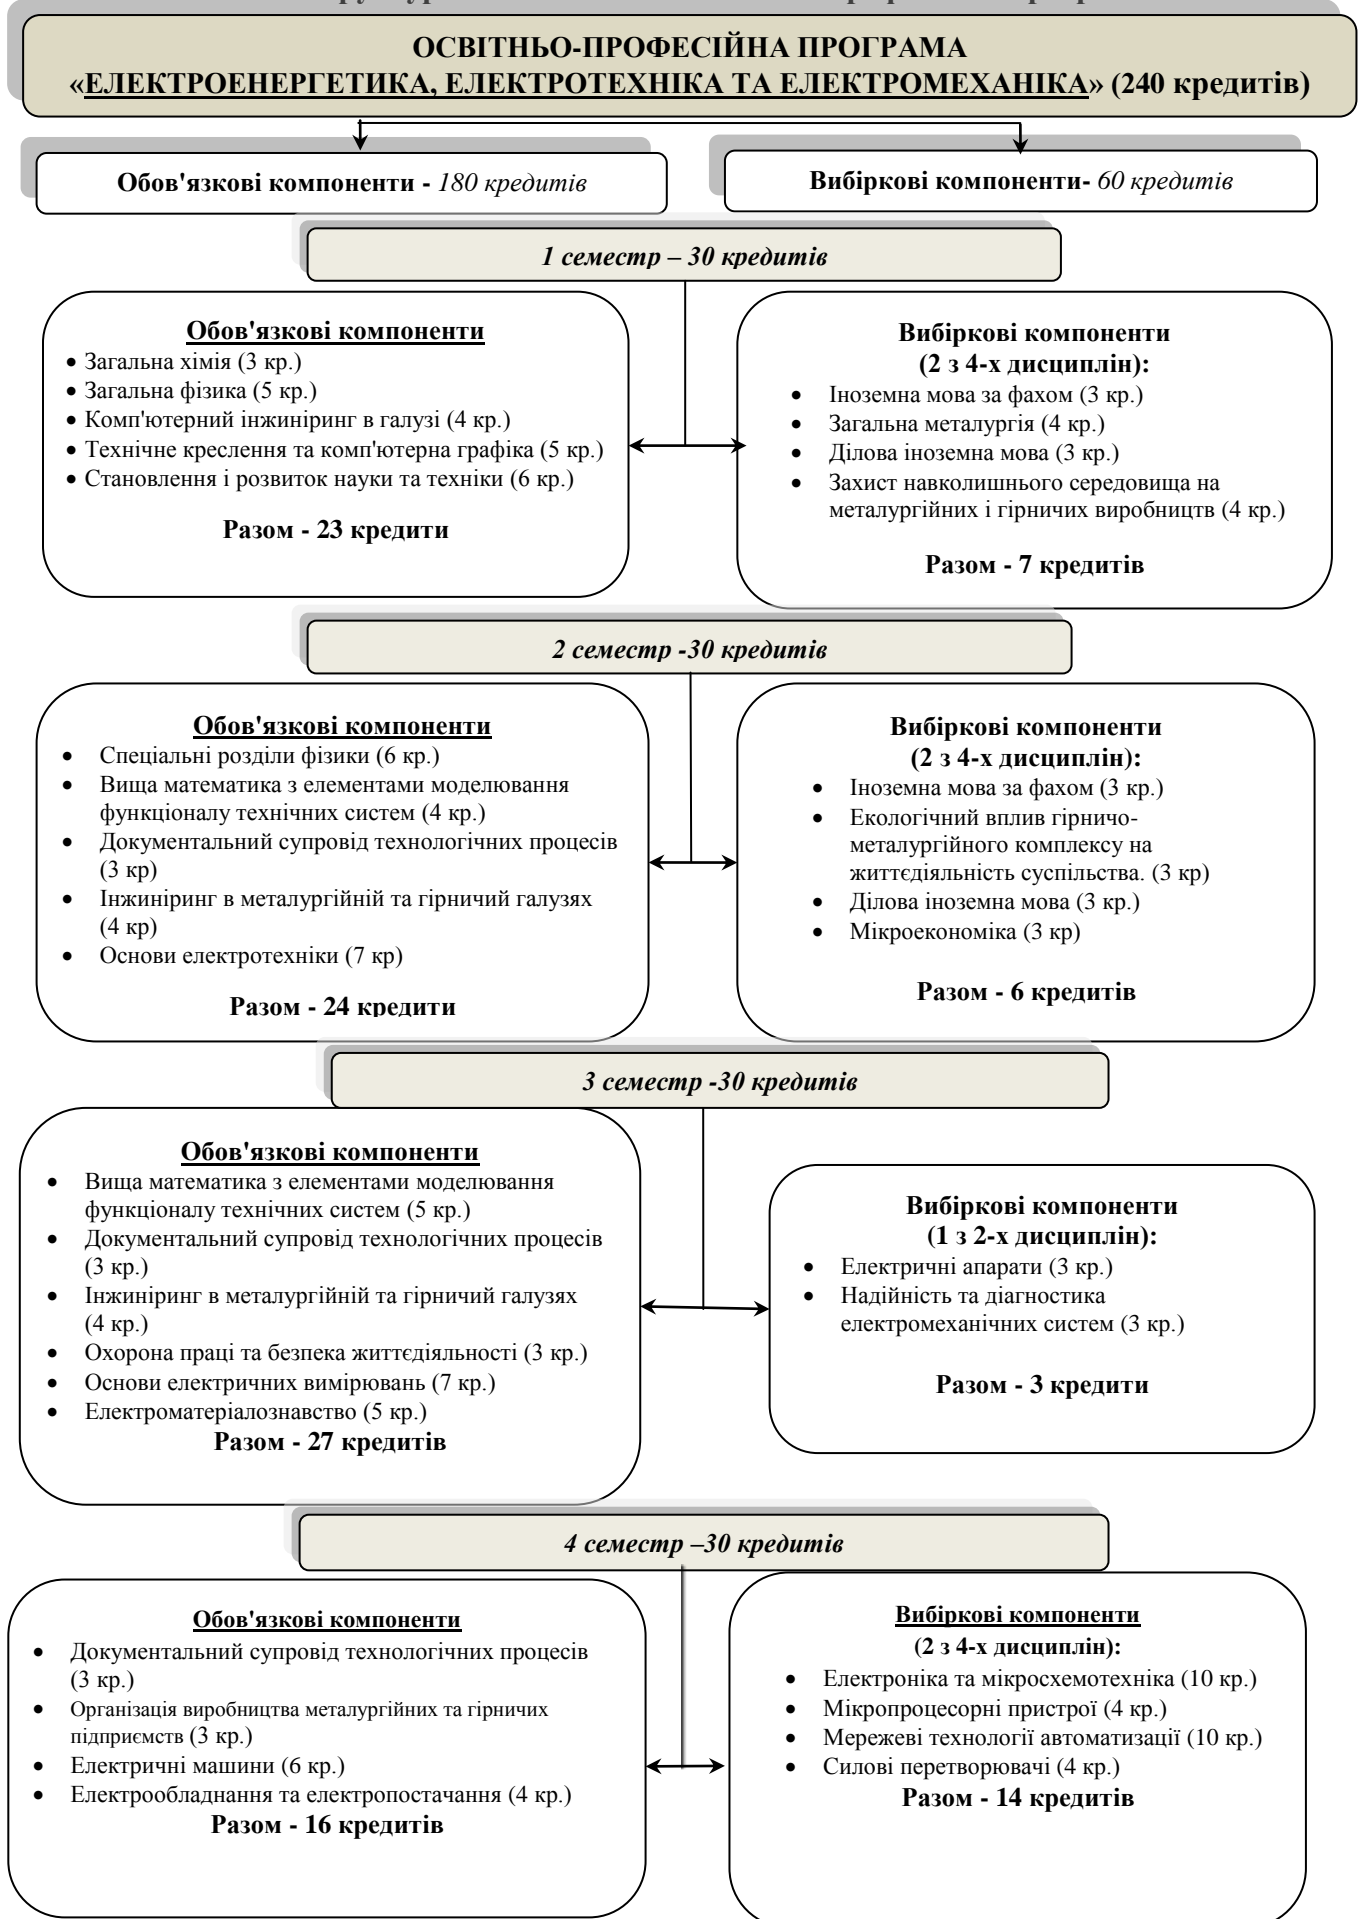 ОСВІТНЬО-ПРОФЕСІЙНА ПРОГРАМА
«ЕЛЕКТРОЕНЕРГЕТИКА, ЕЛЕКТРОТЕХНІКА ТА ЕЛЕКТРОМЕХАНІКА» (240 кредитів)
Обов'язкові компоненти - 180 кредитів
Вибіркові компоненти- 60 кредитів
1 семестр – 30 кредитів
Обов'язкові компоненти
• Загальна хімія (3 кр.)
• Загальна фізика (5 кр.)
• Комп'ютерний інжиніринг в галузі (4 кр.)
• Технічне креслення та комп'ютерна графіка (5 кр.)
• Становлення і розвиток науки та техніки (6 кр.)
Разом - 23 кредити
Вибіркові компоненти
(2 з 4-х дисциплін):
• Іноземна мова за фахом (3 кр.)
• Загальна металургія (4 кр.)
• Ділова іноземна мова (3 кр.)
• Захист навколишнього середовища на
металургійних і гірничих виробництв (4 кр.)
Разом - 7 кредитів
2 семестр -30 кредитів
Обов'язкові компоненти
• Спеціальні розділи фізики (6 кр.)
• Вища математика з елементами моделювання
функціоналу технічних систем (4 кр.)
• Документальний супровід технологічних процесів
(3 кр)
• Інжиніринг в металургійній та гірничий галузях
(4 кр)
• Основи електротехніки (7 кр)
Разом - 24 кредити
Вибіркові компоненти
(2 з 4-х дисциплін):
• Іноземна мова за фахом (3 кр.)
• Екологічний вплив гірничо-
металургійного комплексу на
життєдіяльність суспільства. (3 кр)
• Ділова іноземна мова (3 кр.)
• Мікроекономіка (3 кр)
Разом - 6 кредитів
3 семестр -30 кредитів
Обов'язкові компоненти
• Вища математика з елементами моделювання
функціоналу технічних систем (5 кр.)
• Документальний супровід технологічних процесів
(3 кр.)
• Інжиніринг в металургійній та гірничий галузях
(4 кр.)
• Охорона праці та безпека життєдіяльності (3 кр.)
• Основи електричних вимірювань (7 кр.)
• Електроматеріалознавство (5 кр.)
Разом - 27 кредитів
Вибіркові компоненти
(1 з 2-х дисциплін):
• Електричні апарати (3 кр.)
• Надійність та діагностика
електромеханічних систем (3 кр.)
Разом - 3 кредити
4 семестр –30 кредитів
Обов'язкові компоненти
• Документальний супровід технологічних процесів
(3 кр.)
• Організація виробництва металургійних та гірничих
підприємств (3 кр.)
• Електричні машини (6 кр.)
• Електрообладнання та електропостачання (4 кр.)
Разом - 16 кредитів
Вибіркові компоненти
(2 з 4-х дисциплін):
• Електроніка та мікросхемотехніка (10 кр.)
• Мікропроцесорні пристрої (4 кр.)
• Мережеві технології автоматизації (10 кр.)
• Силові перетворювачі (4 кр.)
Разом - 14 кредитів